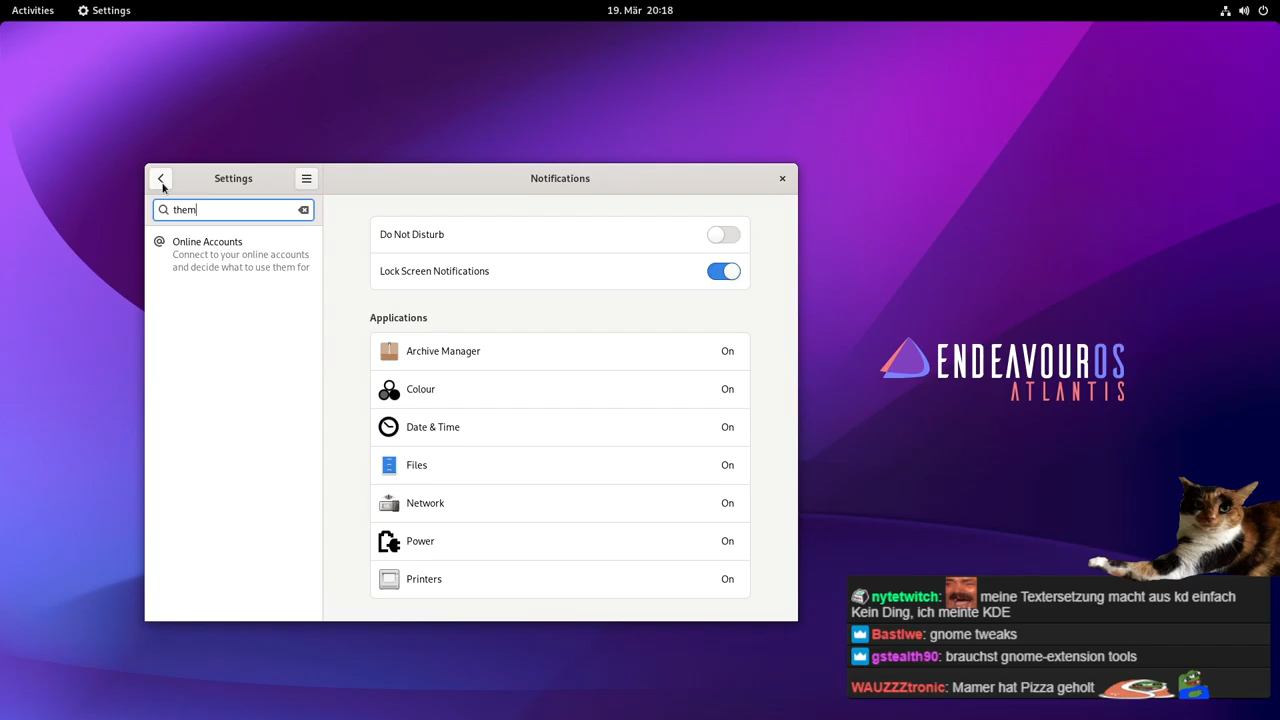 Activities
Settings
19. Mär 20:18
Settings
Notifications
them
Online Accounts
Connect to your online accounts
and decide what to use them for
Do Not Disturb
Lock Screen Notifications
Applications
Archive Manager On
Colour On
Date & Time On
Files On
Network On
Power On
Printers On
ENDEAVOUROS
ATLANTIS
nytetwitch: meine Textersetzung macht aus kd einfach
Kein Ding, ich meinte KDE
Bastiwe: gnome tweaks
gstealth90: brauchst gnome-extension tools
WAUZZZtronic: Mamer hat Pizza geholt